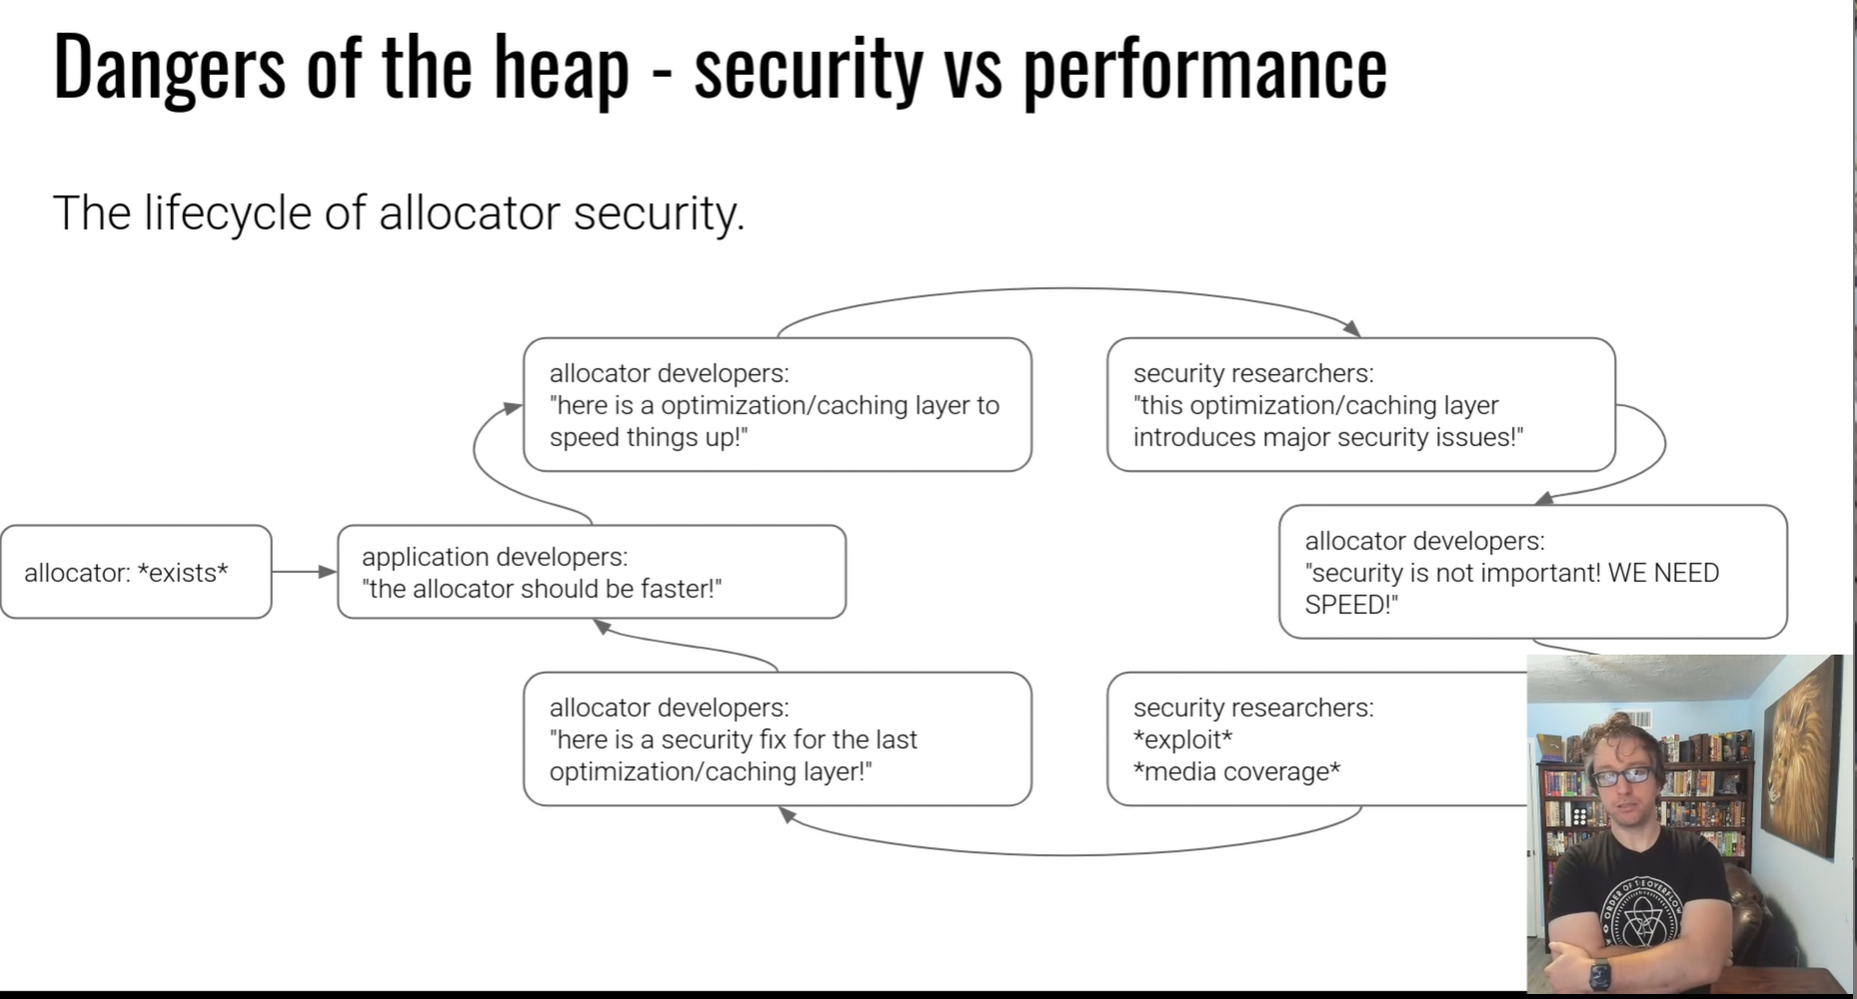 Dangers of the heap - security vs performance
The lifecycle of allocator security.
allocator: *exists*
application developers:
"the allocator should be faster!"
allocator developers:
"here is a optimization/caching layer to
speed things up!"
security researchers:
"this optimization/caching layer
introduces major security issues!"
allocator developers:
"security is not important! WE NEED
SPEED!"
security researchers:
*exploit*
*media coverage*
allocator developers:
"here is a security fix for the last
optimization/caching layer!"
ORDER OF THE OVERFLOW